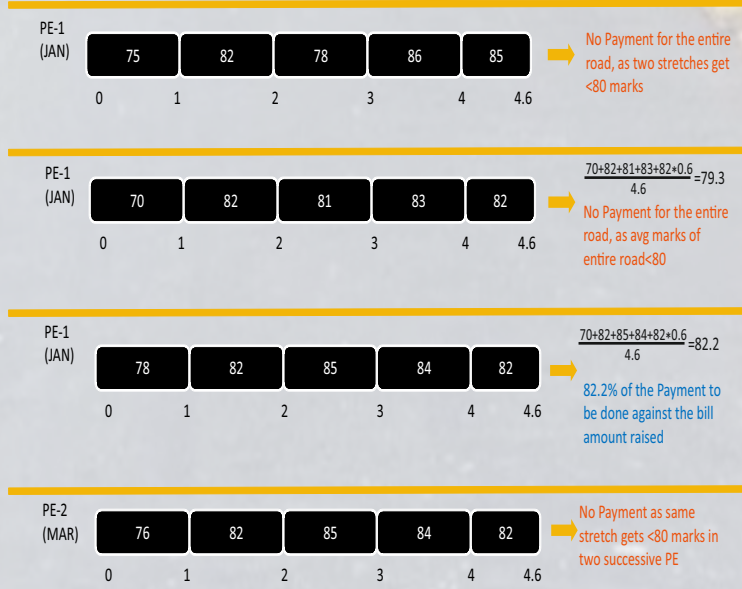 PE-1
(JAN)
75 82 78 86 85
0 1 2 3 4 4.6
No Payment for the entire
road, as two stretches get
<80 marks
PE-1
(JAN)
70 82 81 83 82
0 1 2 3 4 4.6
70+82+81+83+82*0.6
4.6
=79.3
No Payment for the entire
road, as avg marks of
entire road<80
PE-1
(JAN)
78 82 85 84 82
0 1 2 3 4 4.6
70+82+85+84+82*0.6
4.6
=82.2
82.2% of the Payment to
be done against the bill
amount raised
PE-2
(MAR)
76 82 85 84 82
0 1 2 3 4 4.6
No Payment as same
stretch gets <80 marks in
two successive PE